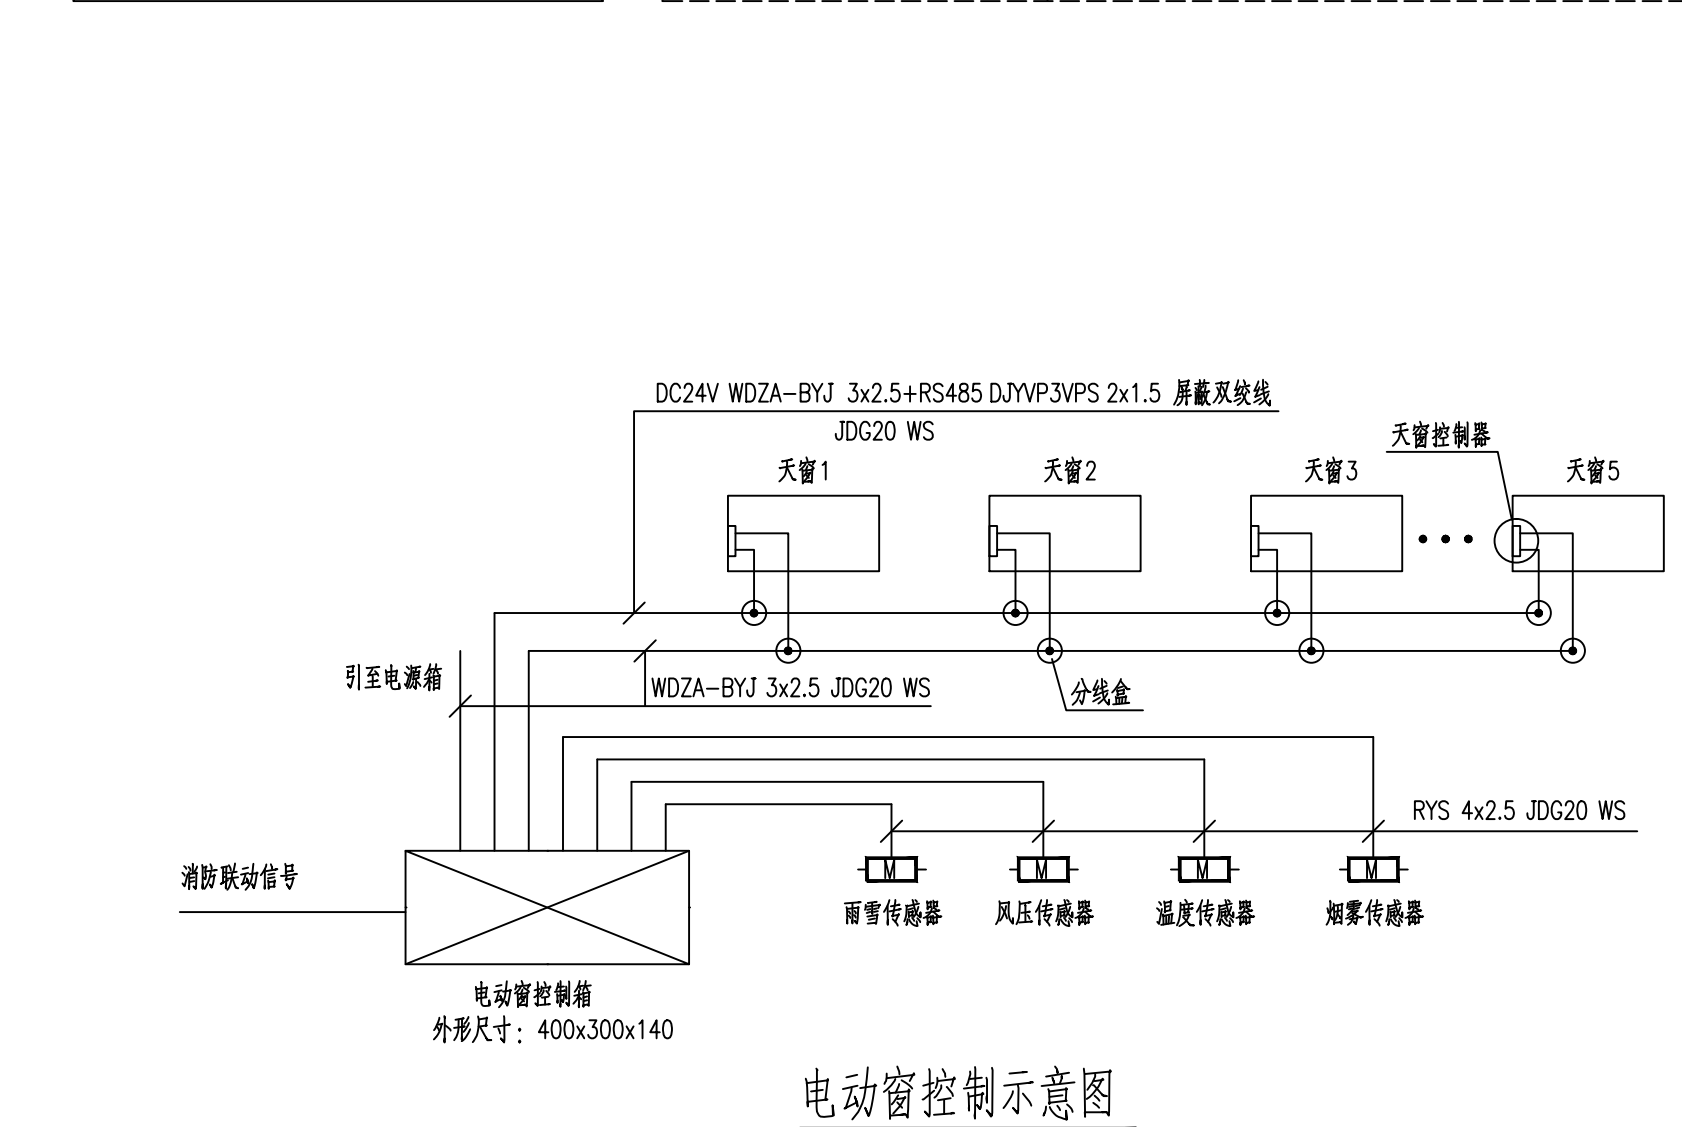 DC24V WDZA-BYJ 3x2.5+RS485 DJYVP3VPS 2x1.5 屏蔽双绞线
JDG20 WS
天窗控制器
天窗1
天窗2
天窗3
天窗5
引至电源箱
WDZA-BYJ 3x2.5 JDG20 WS
分线盒
RYS 4x2.5 JDG20 WS
消防联动信号
M
M
M
M
雨雪传感器
风压传感器
温度传感器
烟雾传感器
电动窗控制箱
外形尺寸：400x300x140
电动窗控制示意图